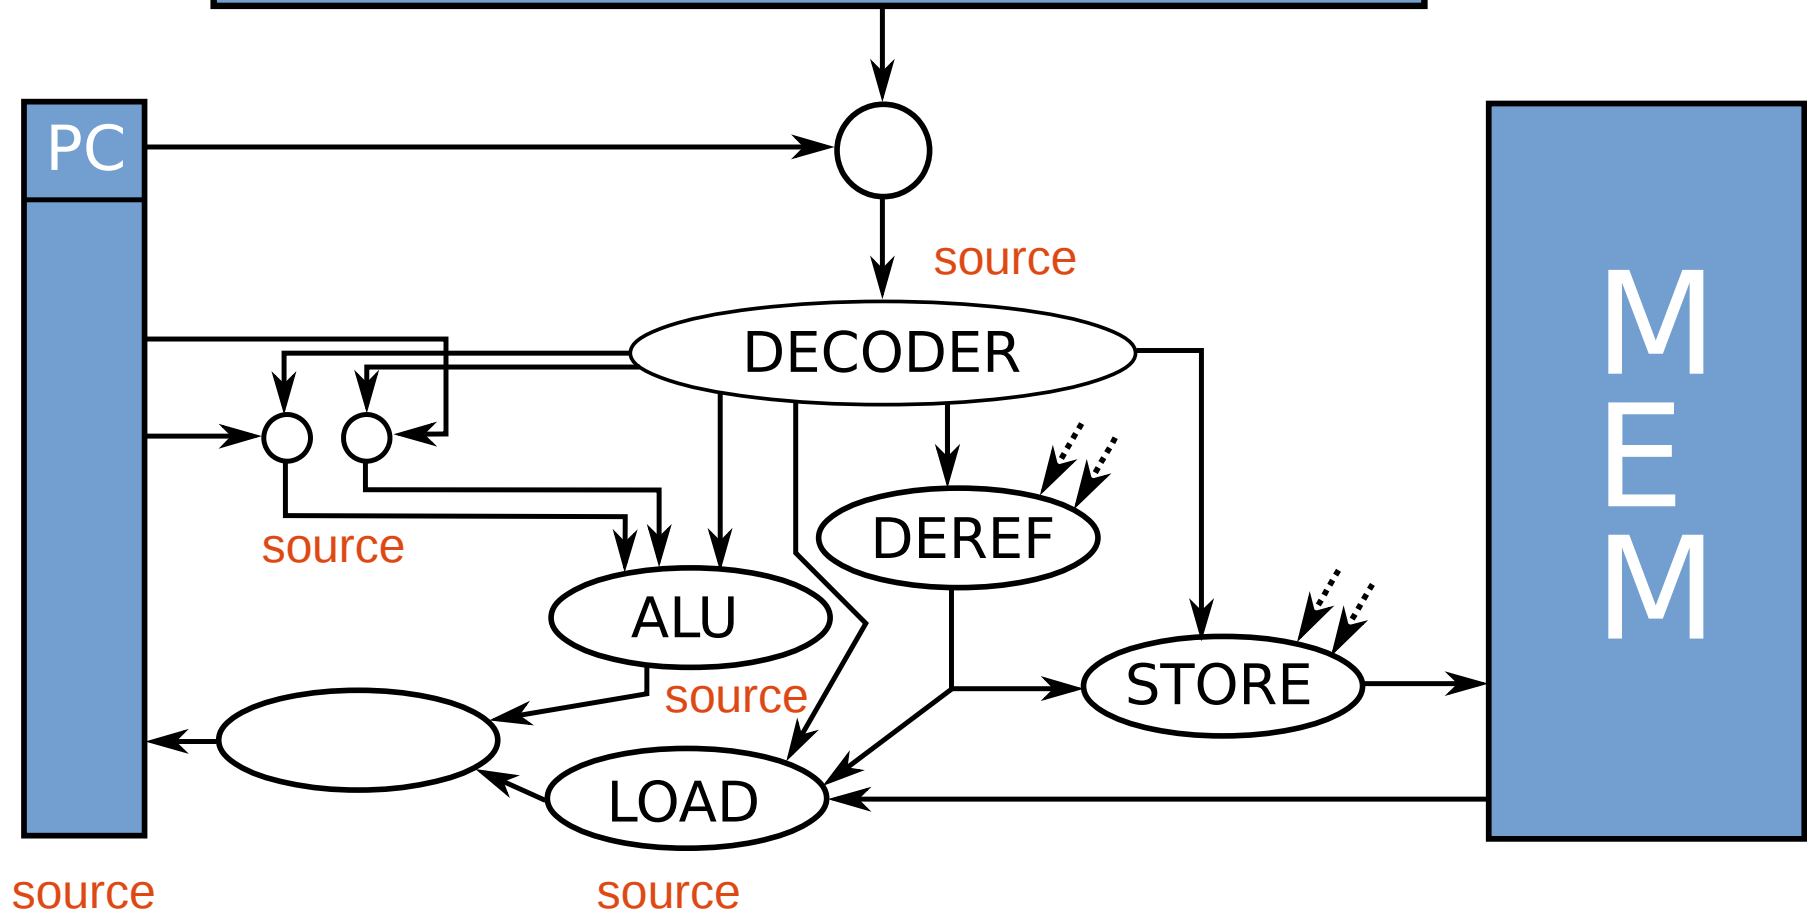 PC
source
DECODER
M
E
M
DEREF
source
ALU
STORE
source
LOAD
source
source